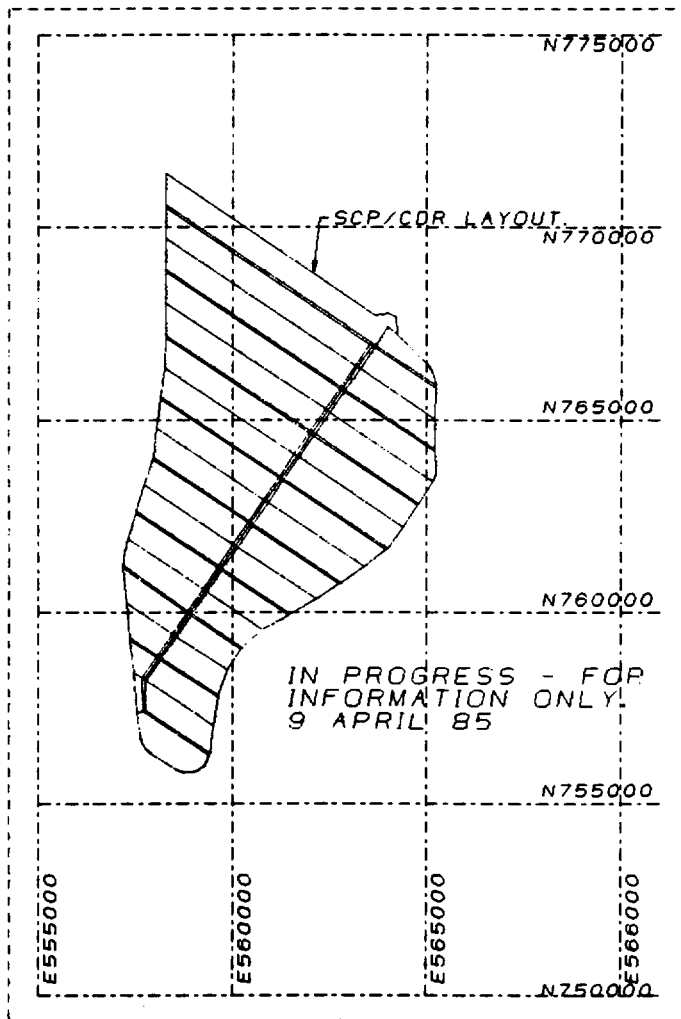 N775000
SCP/CDR LAYOUT.
N770000
N765000
N760000
IN PROGRESS - FOR
INFORMATION ONLY.
9 APRIL 85
N755000
E555000
E560000
E565000
E566000
N750000